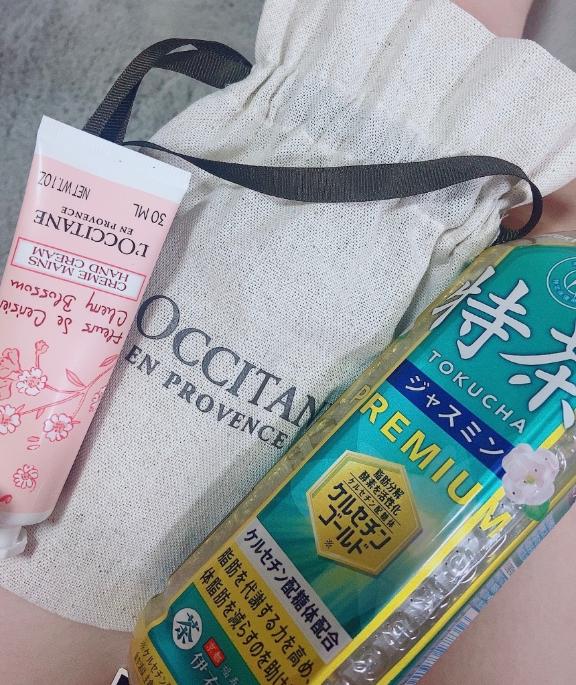 30 ML
NET WT. 1 OZ
L'OCCITANE
EN PROVENCE
CREME MAINS
HAND CREAM
Fleurs de Cerisier
Cherry Blossom
L'OCCITANE
EN PROVENCE
特茶
TOKUCHA
ジャスミン
PREMIUM
脂肪分解
酵素を活性化
ケルセチン配糖体
ケルセチン
ゴールド
※
ケルセチン配糖体配合
脂肪を代謝する力を高め、
体脂肪を減らすのを助け
茶
京都
伊右